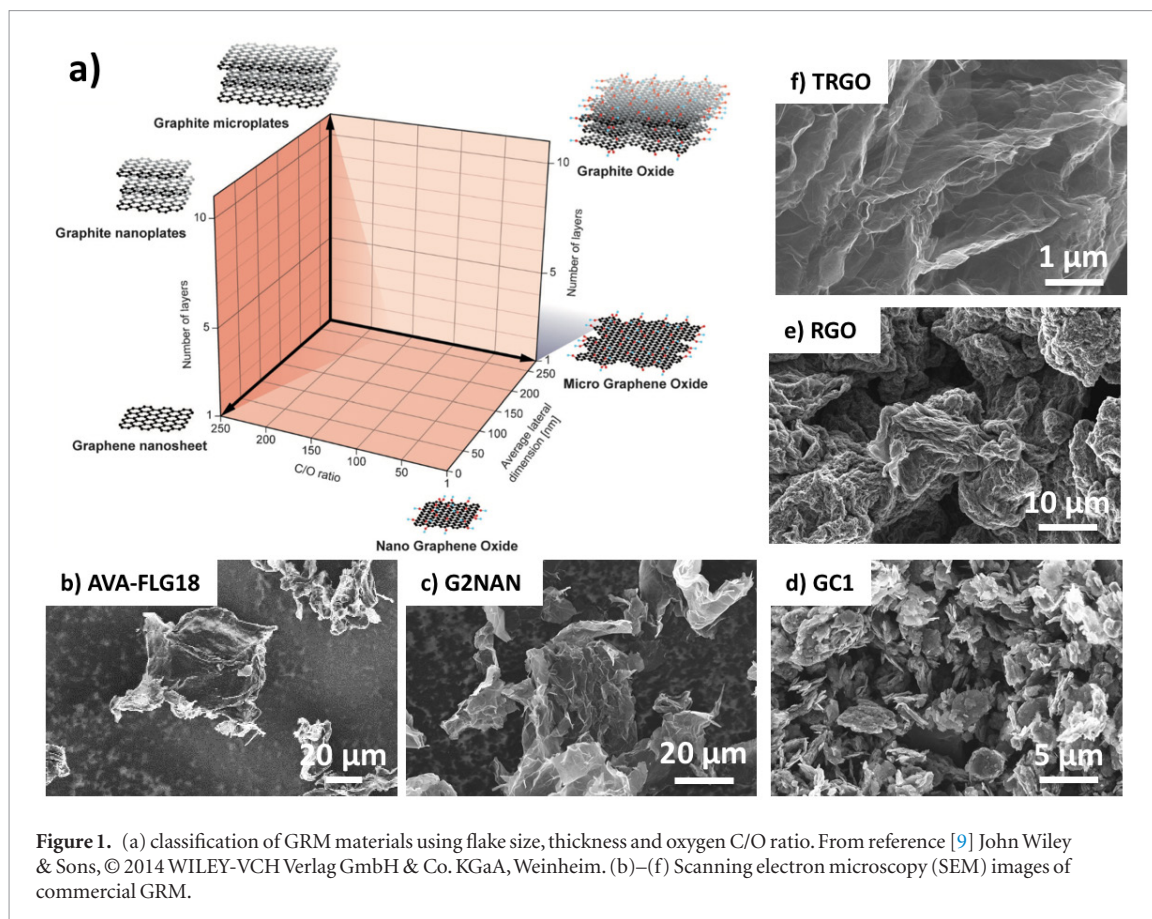 a)
Graphite microplates
Graphite nanoplates
Graphene nanosheet
Graphite Oxide
Micro Graphene Oxide
Nano Graphene Oxide
Number of layers
10
5
1
250
200
150
100
50
1
C/O ratio
0
50
100
150
200
250
Average lateral
dimension [nm]
1
5
10
Number of layers
f) TRGO
1 µm
e) RGO
10 µm
b) AVA-FLG18
20 µm
c) G2NAN
20 µm
d) GC1
5 µm
Figure 1. (a) classification of GRM materials using flake size, thickness and oxygen C/O ratio. From reference [9] John Wiley
& Sons, © 2014 WILEY-VCH Verlag GmbH & Co. KGaA, Weinheim. (b)–(f) Scanning electron microscopy (SEM) images of
commercial GRM.